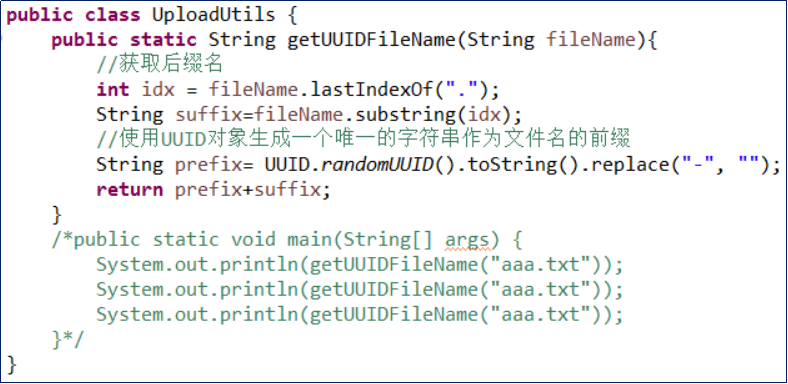 public class UploadUtils {
    public static String getUUIDFileName(String fileName){
        //获取后缀名
        int idx = fileName.lastIndexOf(".");
        String suffix=fileName.substring(idx);
        //使用UUID对象生成一个唯一的字符串作为文件名的前缀
        String prefix= UUID.randomUUID().toString().replace("-", "");
        return prefix+suffix;
    }
    /*public static void main(String[] args) {
        System.out.println(getUUIDFileName("aaa.txt"));
        System.out.println(getUUIDFileName("aaa.txt"));
        System.out.println(getUUIDFileName("aaa.txt"));
    }*/
}